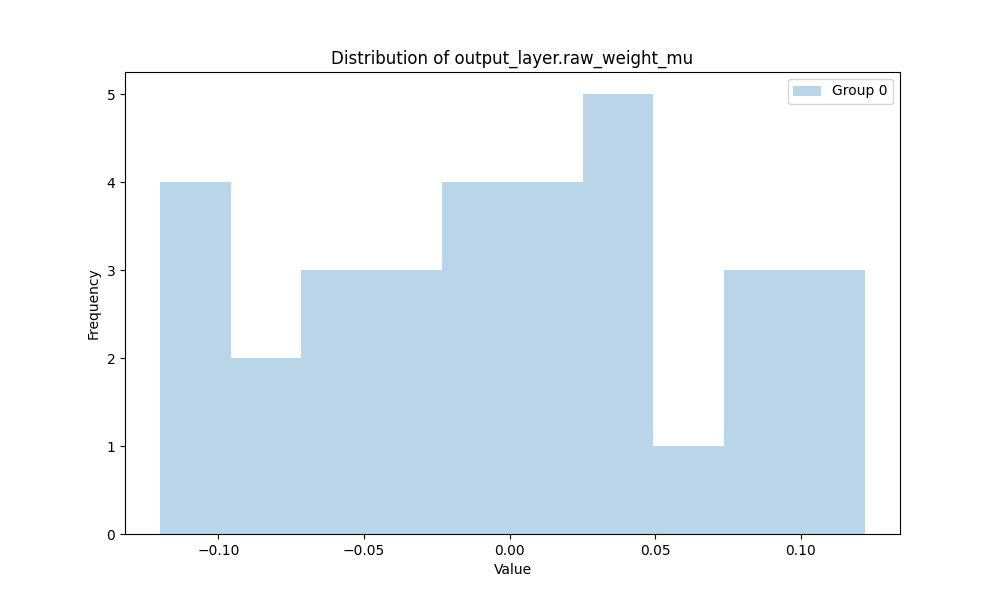 Distribution of output_layer.raw_weight_mu
Group 0
5
4
3
2
1
0
Frequency
−0.10
−0.05
0.00
0.05
0.10
Value